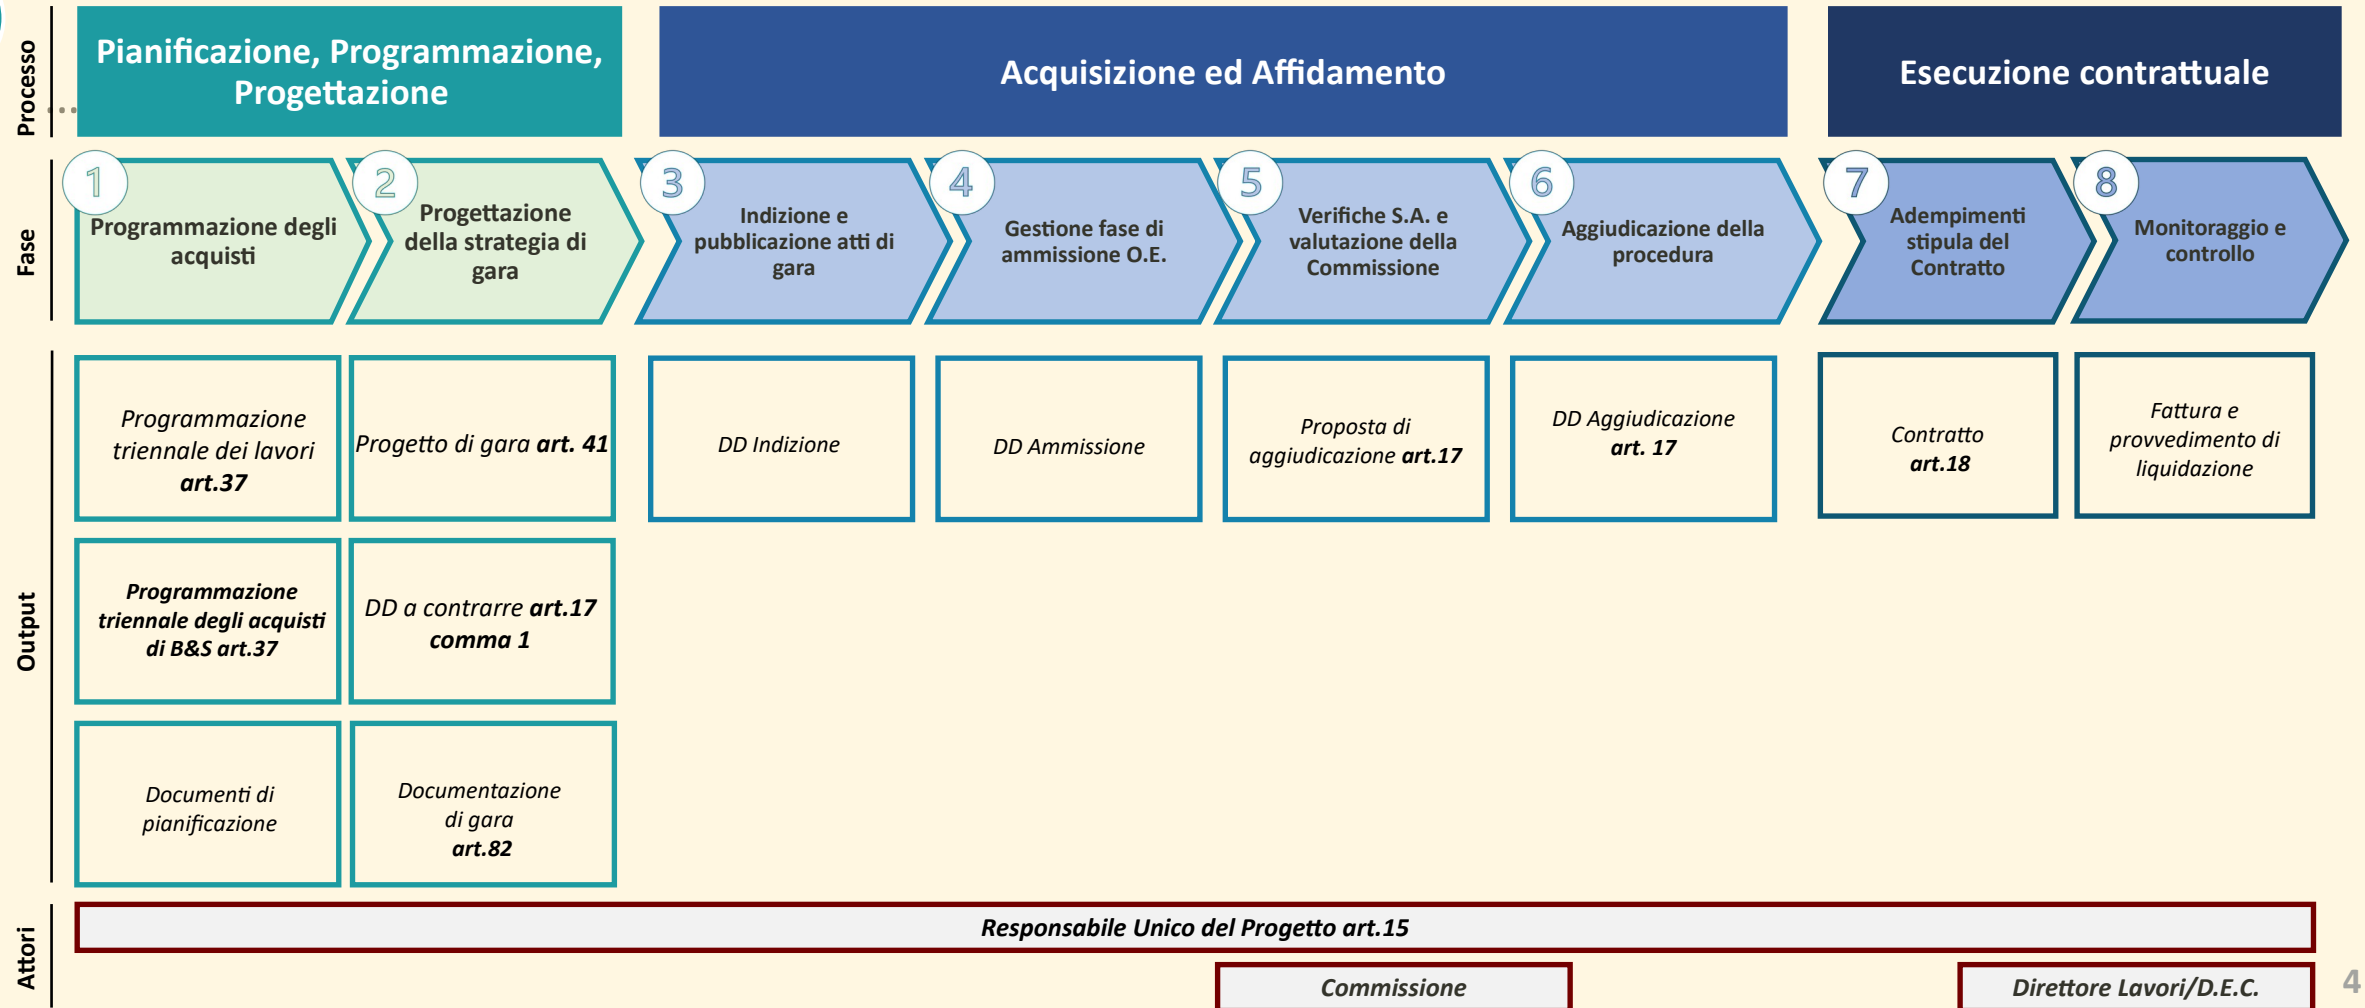 Processo
Pianificazione, Programmazione,
Progettazione
Acquisizione ed Affidamento
Esecuzione contrattuale
Fase
1
Programmazione degli
acquisti
2
Progettazione
della strategia di
gara
3
Indizione e
pubblicazione atti di
gara
4
Gestione fase di
ammissione O.E.
5
Verifiche S.A. e
valutazione della
Commissione
6
Aggiudicazione della
procedura
7
Adempimenti
stipula del
Contratto
8
Monitoraggio e
controllo
Output
Programmazione
triennale dei lavori
art.37
Progetto di gara art. 41
DD Indizione
DD Ammissione
Proposta di
aggiudicazione art.17
DD Aggiudicazione
art. 17
Contratto
art.18
Fattura e
provvedimento di
liquidazione
Programmazione
triennale degli acquisti
di B&S art.37
DD a contrarre art.17
comma 1
Documenti di
pianificazione
Documentazione
di gara
art.82
Attori
Responsabile Unico del Progetto art.15
Commissione
Direttore Lavori/D.E.C.
4